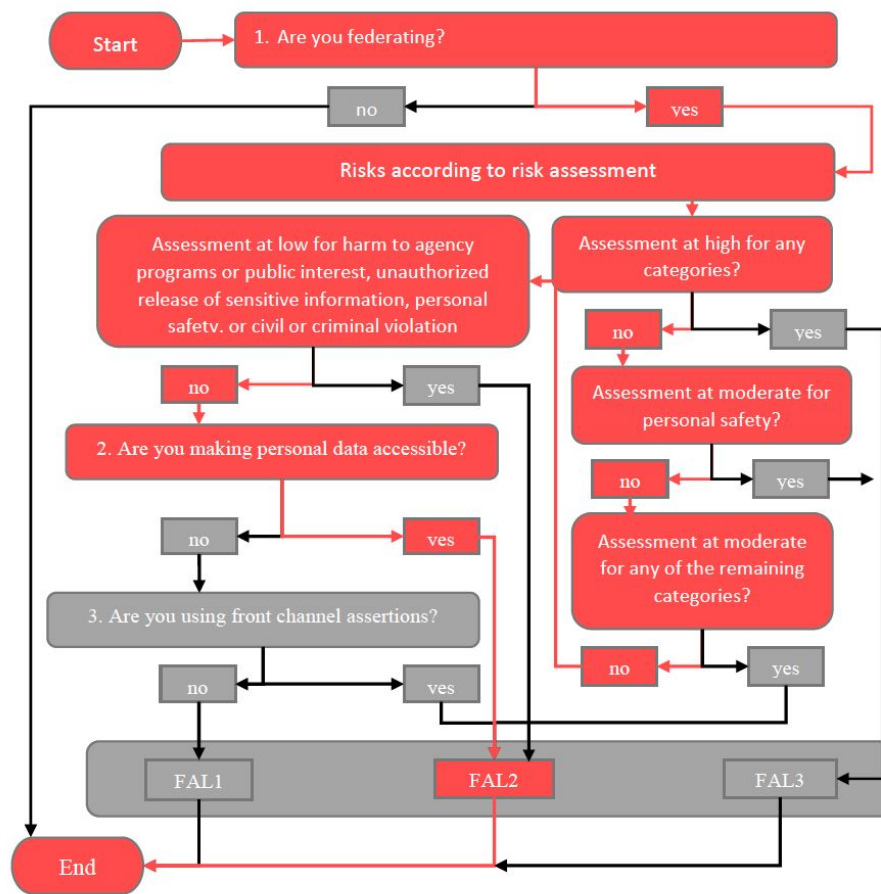 Start
1. Are you federating?
no
yes
Risks according to risk assessment
Assessment at low for harm to agency
programs or public interest, unauthorized
release of sensitive information, personal
safety, or civil or criminal violation
Assessment at high for any
categories?
no
yes
no
yes
Assessment at moderate for
personal safety?
2. Are you making personal data accessible?
no
yes
no
yes
Assessment at moderate
for any of the remaining
categories?
3. Are you using front channel assertions?
no
yes
no
yes
FAL1
FAL2
FAL3
End